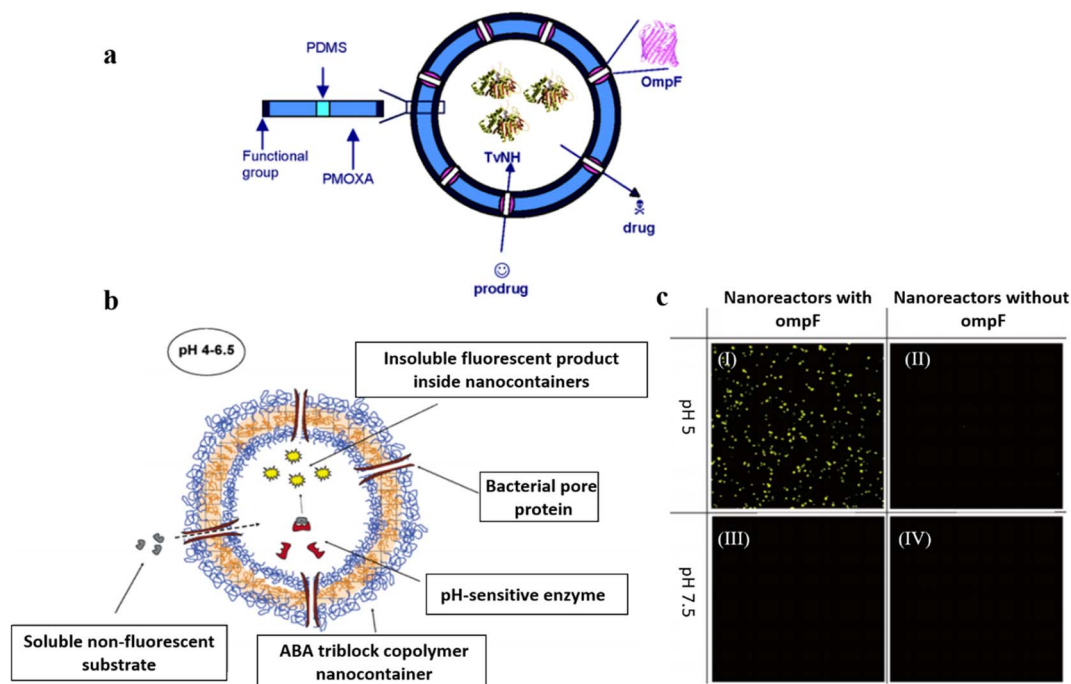 a
PDMS
Functional
group
PMOXA
TvNH
OmpF
drug
prodrug
b
pH 4-6.5
Insoluble fluorescent product
inside nanocontainers
Bacterial pore
protein
pH-sensitive enzyme
Soluble non-fluorescent
substrate
ABA triblock copolymer
nanocontainer
c
Nanoreactors with
ompF
Nanoreactors without
ompF
pH 5
(I)
(II)
pH 7.5
(III)
(IV)